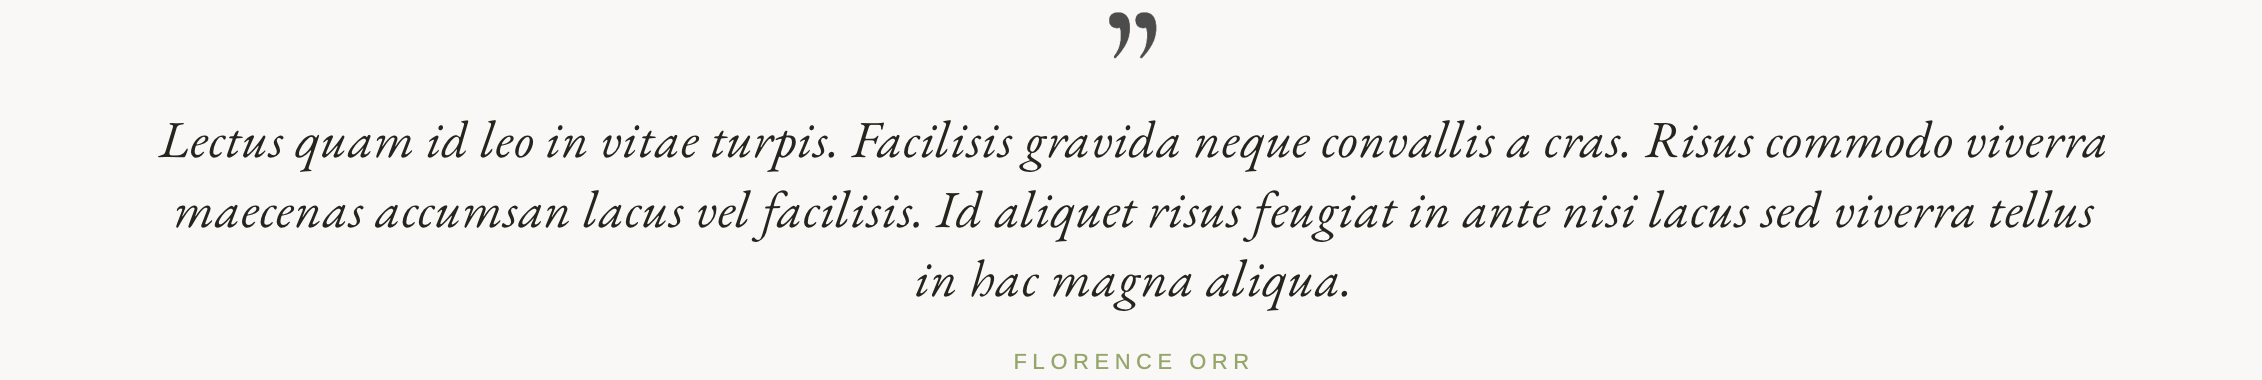 ”
Lectus quam id leo in vitae turpis. Facilisis gravida neque convallis a cras. Risus commodo viverra
maecenas accumsan lacus vel facilisis. Id aliquet risus feugiat in ante nisi lacus sed viverra tellus
in hac magna aliqua.
FLORENCE ORR